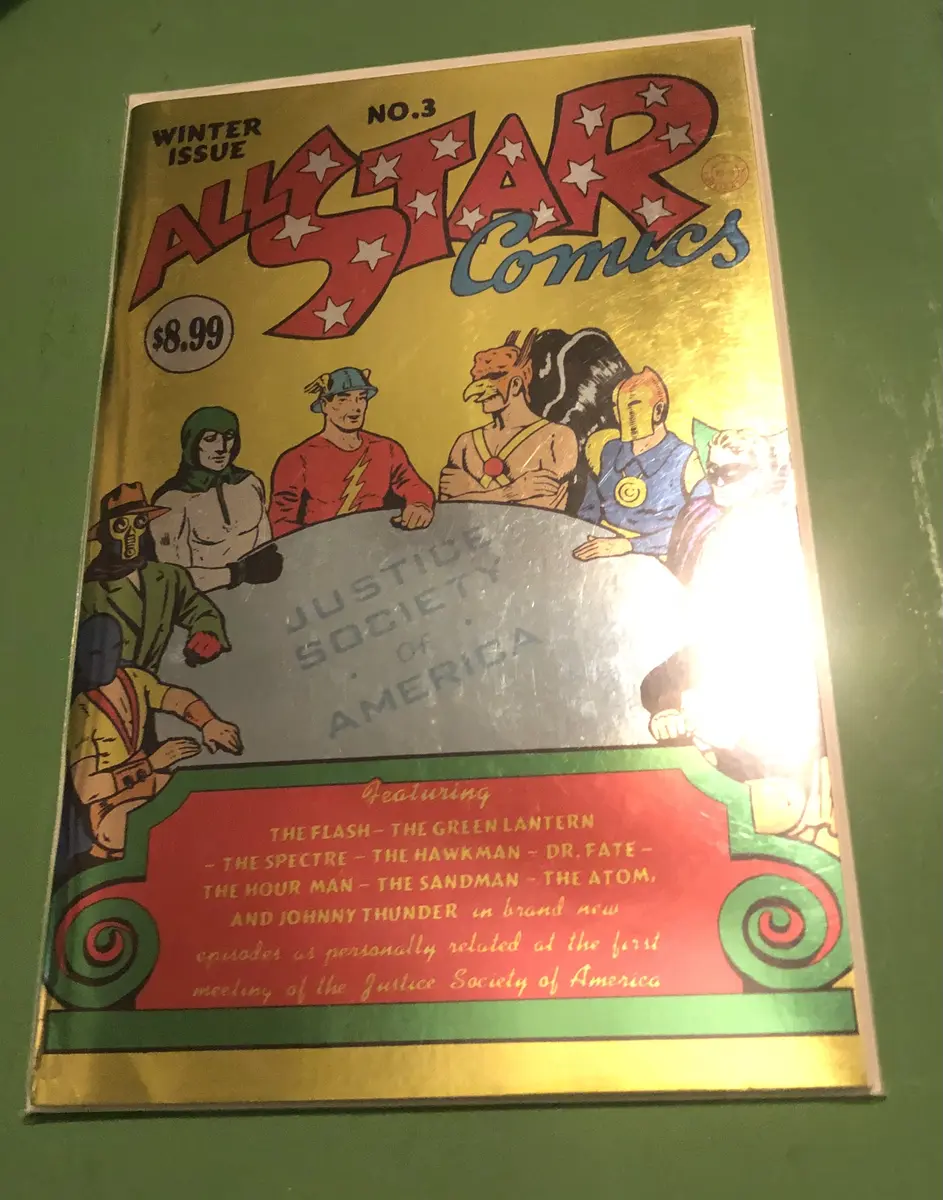 WINTER
ISSUE
NO.3
ALL STAR
Comics
$8.99
JUSTICE
SOCIETY
OF
AMERICA
Featuring
THE FLASH – THE GREEN LANTERN
– THE SPECTRE – THE HAWKMAN – DR. FATE –
THE HOUR MAN – THE SANDMAN – THE ATOM,
AND JOHNNY THUNDER in brand new
episodes as personally related at the first
meeting of the Justice Society of America